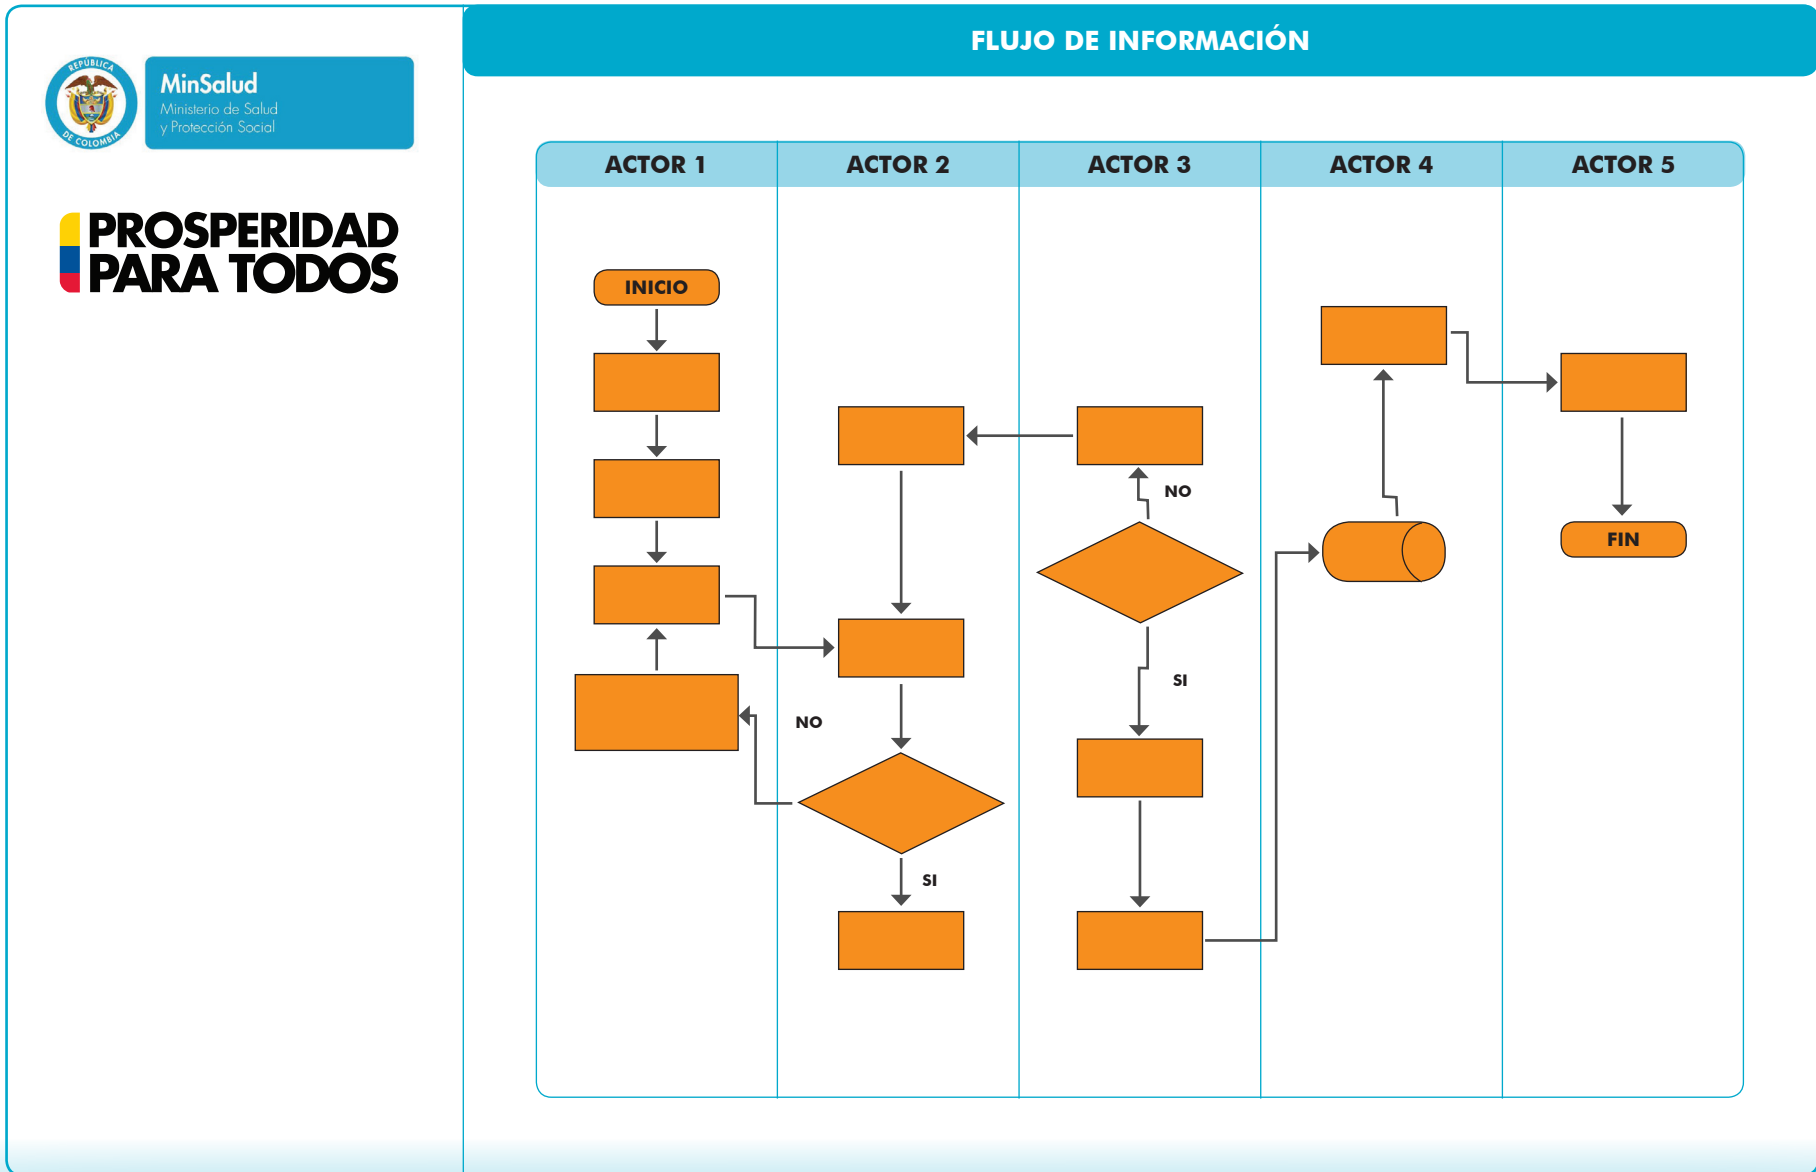 REPÚBLICA
DE COLOMBIA
MinSalud
Ministerio de Salud
y Protección Social
PROSPERIDAD
PARA TODOS
FLUJO DE INFORMACIÓN
ACTOR 1
ACTOR 2
ACTOR 3
ACTOR 4
ACTOR 5
INICIO
NO
SI
NO
SI
FIN